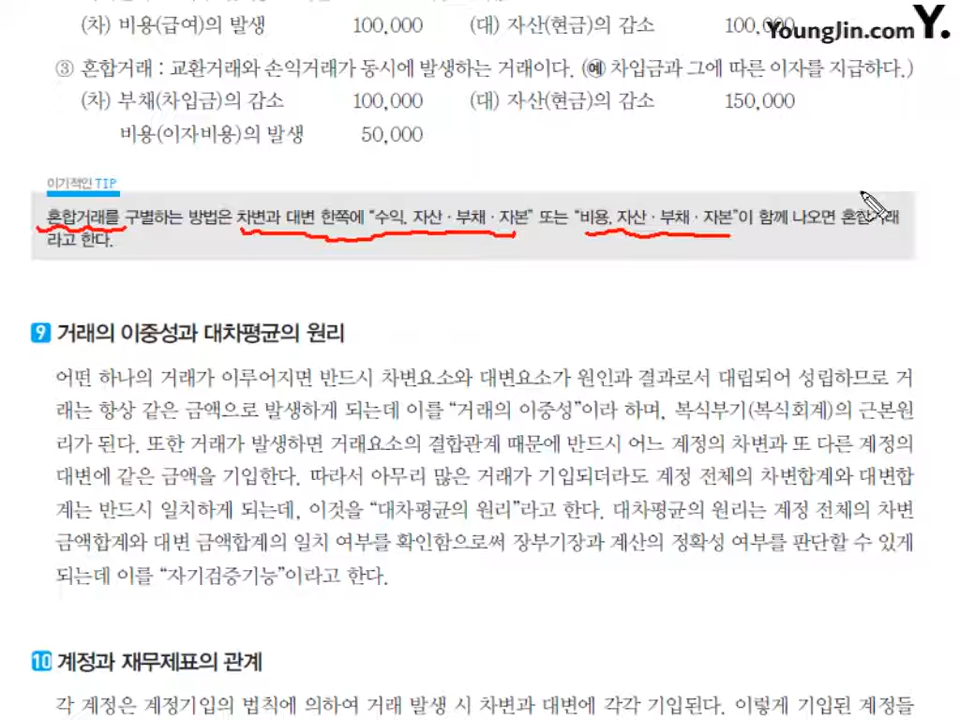 (차) 비용(급여)의 발생 100,000 (대) 자산(현금)의 감소
YoungJin.com Y.
③ 혼합거래 : 교환거래와 손익거래가 동시에 발생하는 거래이다. (예 차입금과 그에 따른 이자를 지급하다.)
(차) 부채(차입금)의 감소 100,000 (대) 자산(현금)의 감소 150,000
비용(이자비용)의 발생 50,000
이기적인 TIP
혼합거래를 구별하는 방법은 차변과 대변 한쪽에 “수익, 자산·부채·자본” 또는 “비용, 자산·부채·자본”이 함께 나오면 혼합거래
라고 한다.
9 거래의 이중성과 대차평균의 원리
어떤 하나의 거래가 이루어지면 반드시 차변요소와 대변요소가 원인과 결과로서 대립되어 성립하므로 거
래는 항상 같은 금액으로 발생하게 되는데 이를 “거래의 이중성”이라 하며, 복식부기(복식회계)의 근본원
리가 된다. 또한 거래가 발생하면 거래요소의 결합관계 때문에 반드시 어느 계정의 차변과 또 다른 계정의
대변에 같은 금액을 기입한다. 따라서 아무리 많은 거래가 기입되더라도 계정 전체의 차변합계와 대변합
계는 반드시 일치하게 되는데, 이것을 “대차평균의 원리”라고 한다. 대차평균의 원리는 계정 전체의 차변
금액합계와 대변 금액합계의 일치 여부를 확인함으로써 장부기장과 계산의 정확성 여부를 판단할 수 있게
되는데 이를 “자기검증기능”이라고 한다.
10 계정과 재무제표의 관계
각 계정은 계정기입의 법칙에 의하여 거래 발생 시 차변과 대변에 각각 기입된다. 이렇게 기입된 계정들